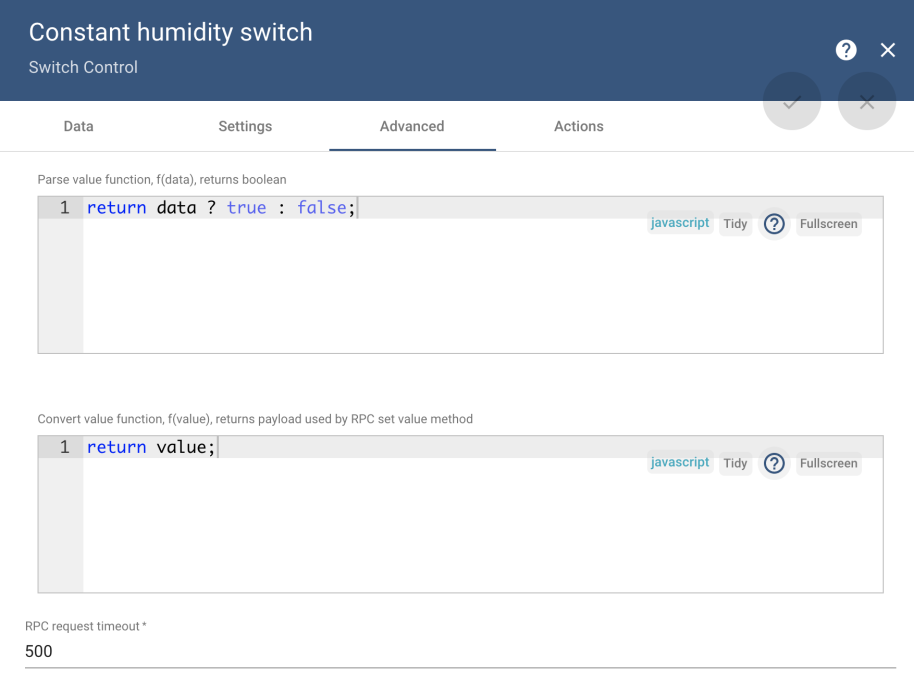 Constant humidity switch
Switch Control
Data Settings Advanced Actions
Parse value function, f(data), returns boolean
1 return data ? true : false;
javascript Tidy Fullscreen
Convert value function, f(value), returns payload used by RPC set value method
1 return value;
javascript Tidy Fullscreen
RPC request timeout *
500